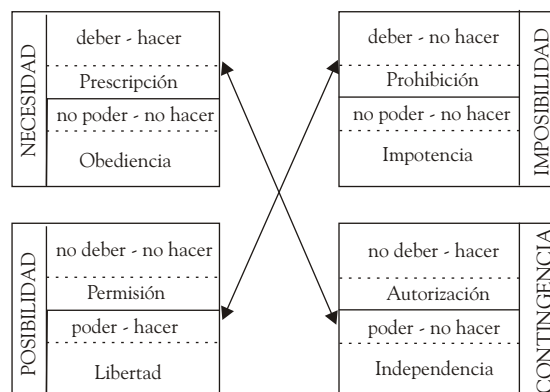 NECESIDAD
deber - hacer
Prescripción
no poder - no hacer
Obediencia
deber - no hacer
Prohibición
no poder - no hacer
Impotencia
IMPOSIBILIDAD
POSIBILIDAD
no deber - no hacer
Permisión
poder - hacer
Libertad
no deber - hacer
Autorización
poder - no hacer
Independencia
CONTINGENCIA